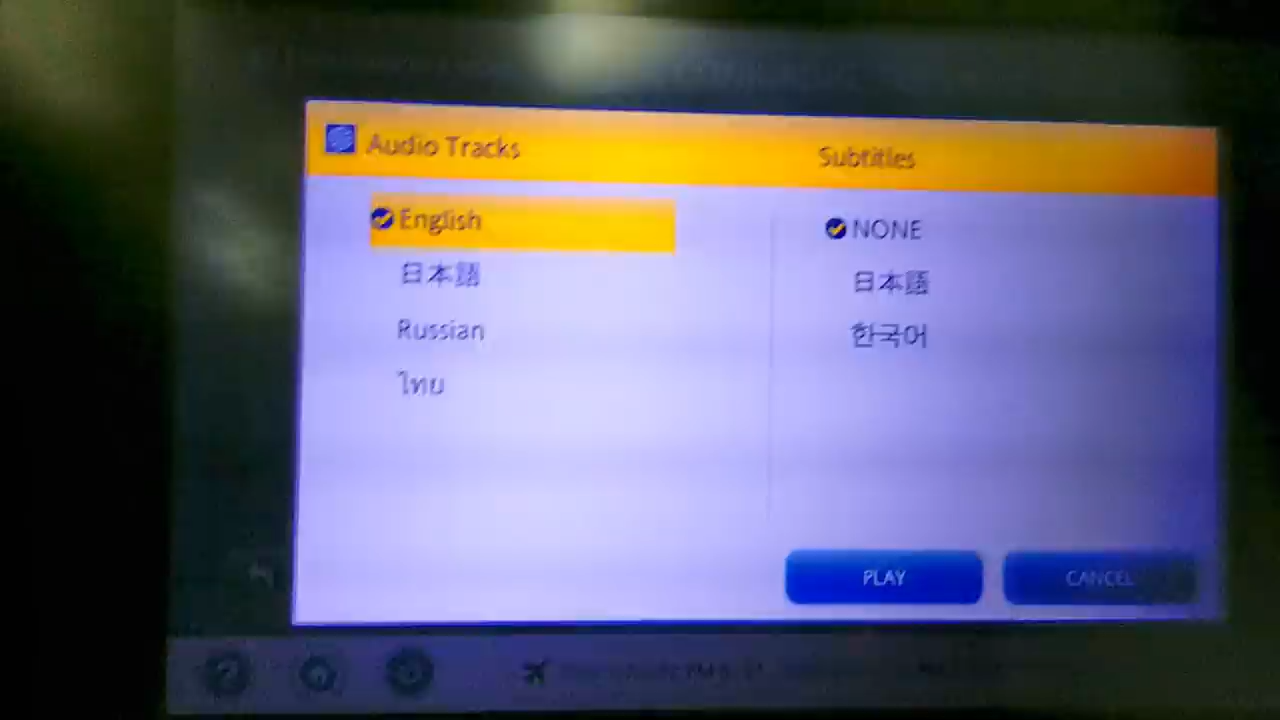 Audio Tracks
Subtitles
English
日本語
Russian
ไทย
NONE
日本語
한국어
PLAY
CANCEL